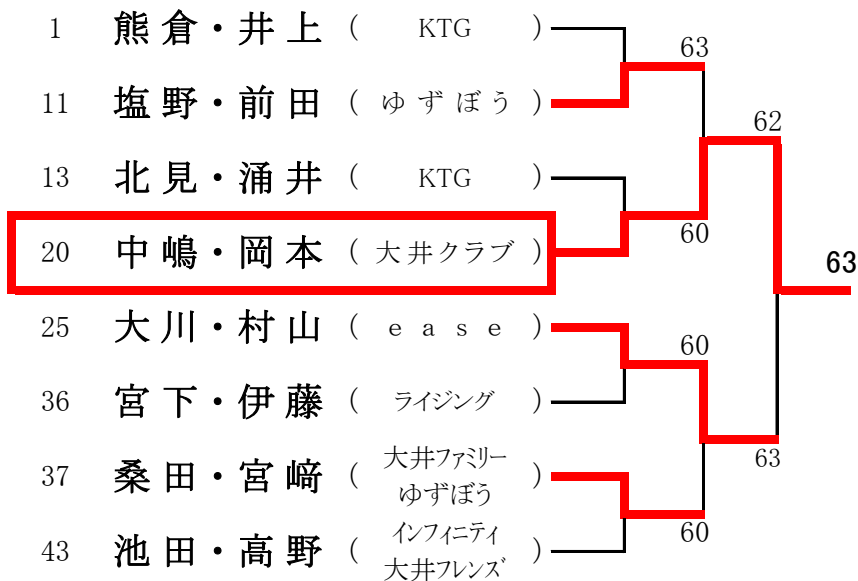 1 熊倉・井上 ( KTG )
63
11 塩野・前田 ( ゆずぼう )
62
13 北見・涌井 ( KTG )
60
20 中嶋・岡本 ( 大井クラブ )
63
25 大川・村山 ( ease )
60
36 宮下・伊藤 ( ライジング )
63
37 桑田・宮﨑 ( 大井ファミリー
ゆずぼう )
60
43 池田・高野 ( インフィニティ
大井フレンズ )